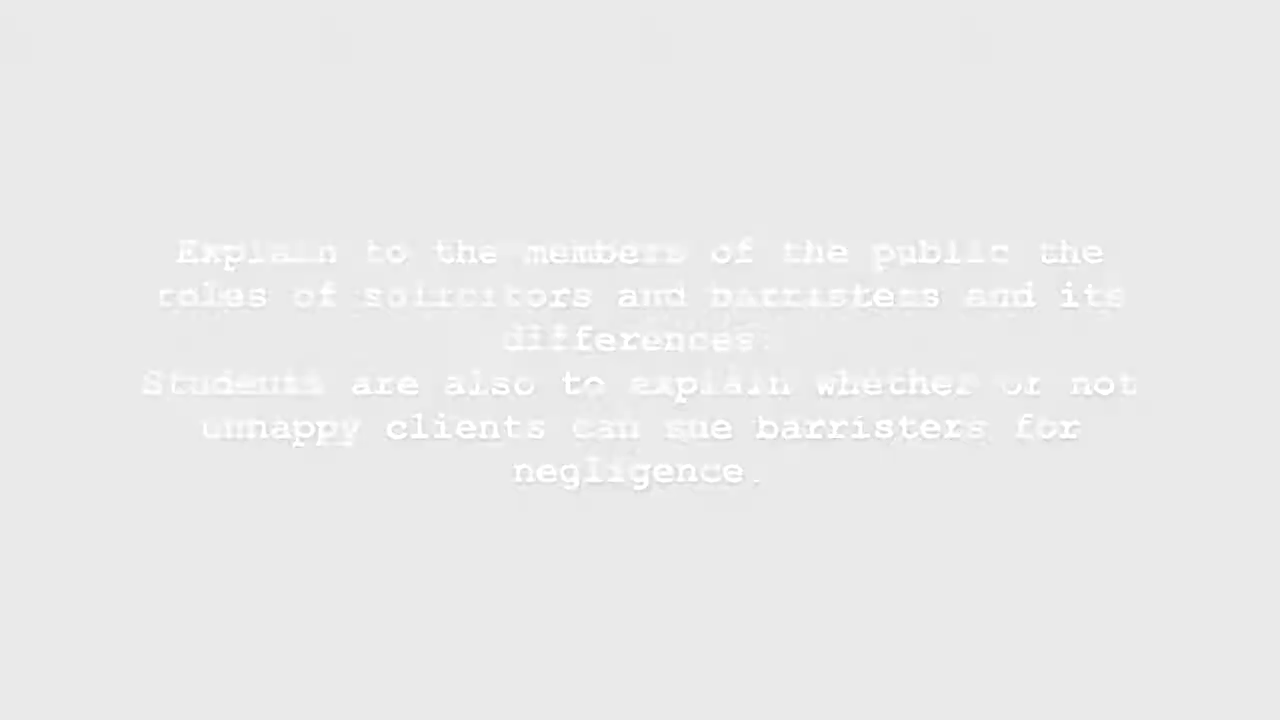 Explain to the members of the public the
roles of solicitors and barristers and its
differences.
Students are also to explain whether or not
unhappy clients can sue barristers for
negligence.